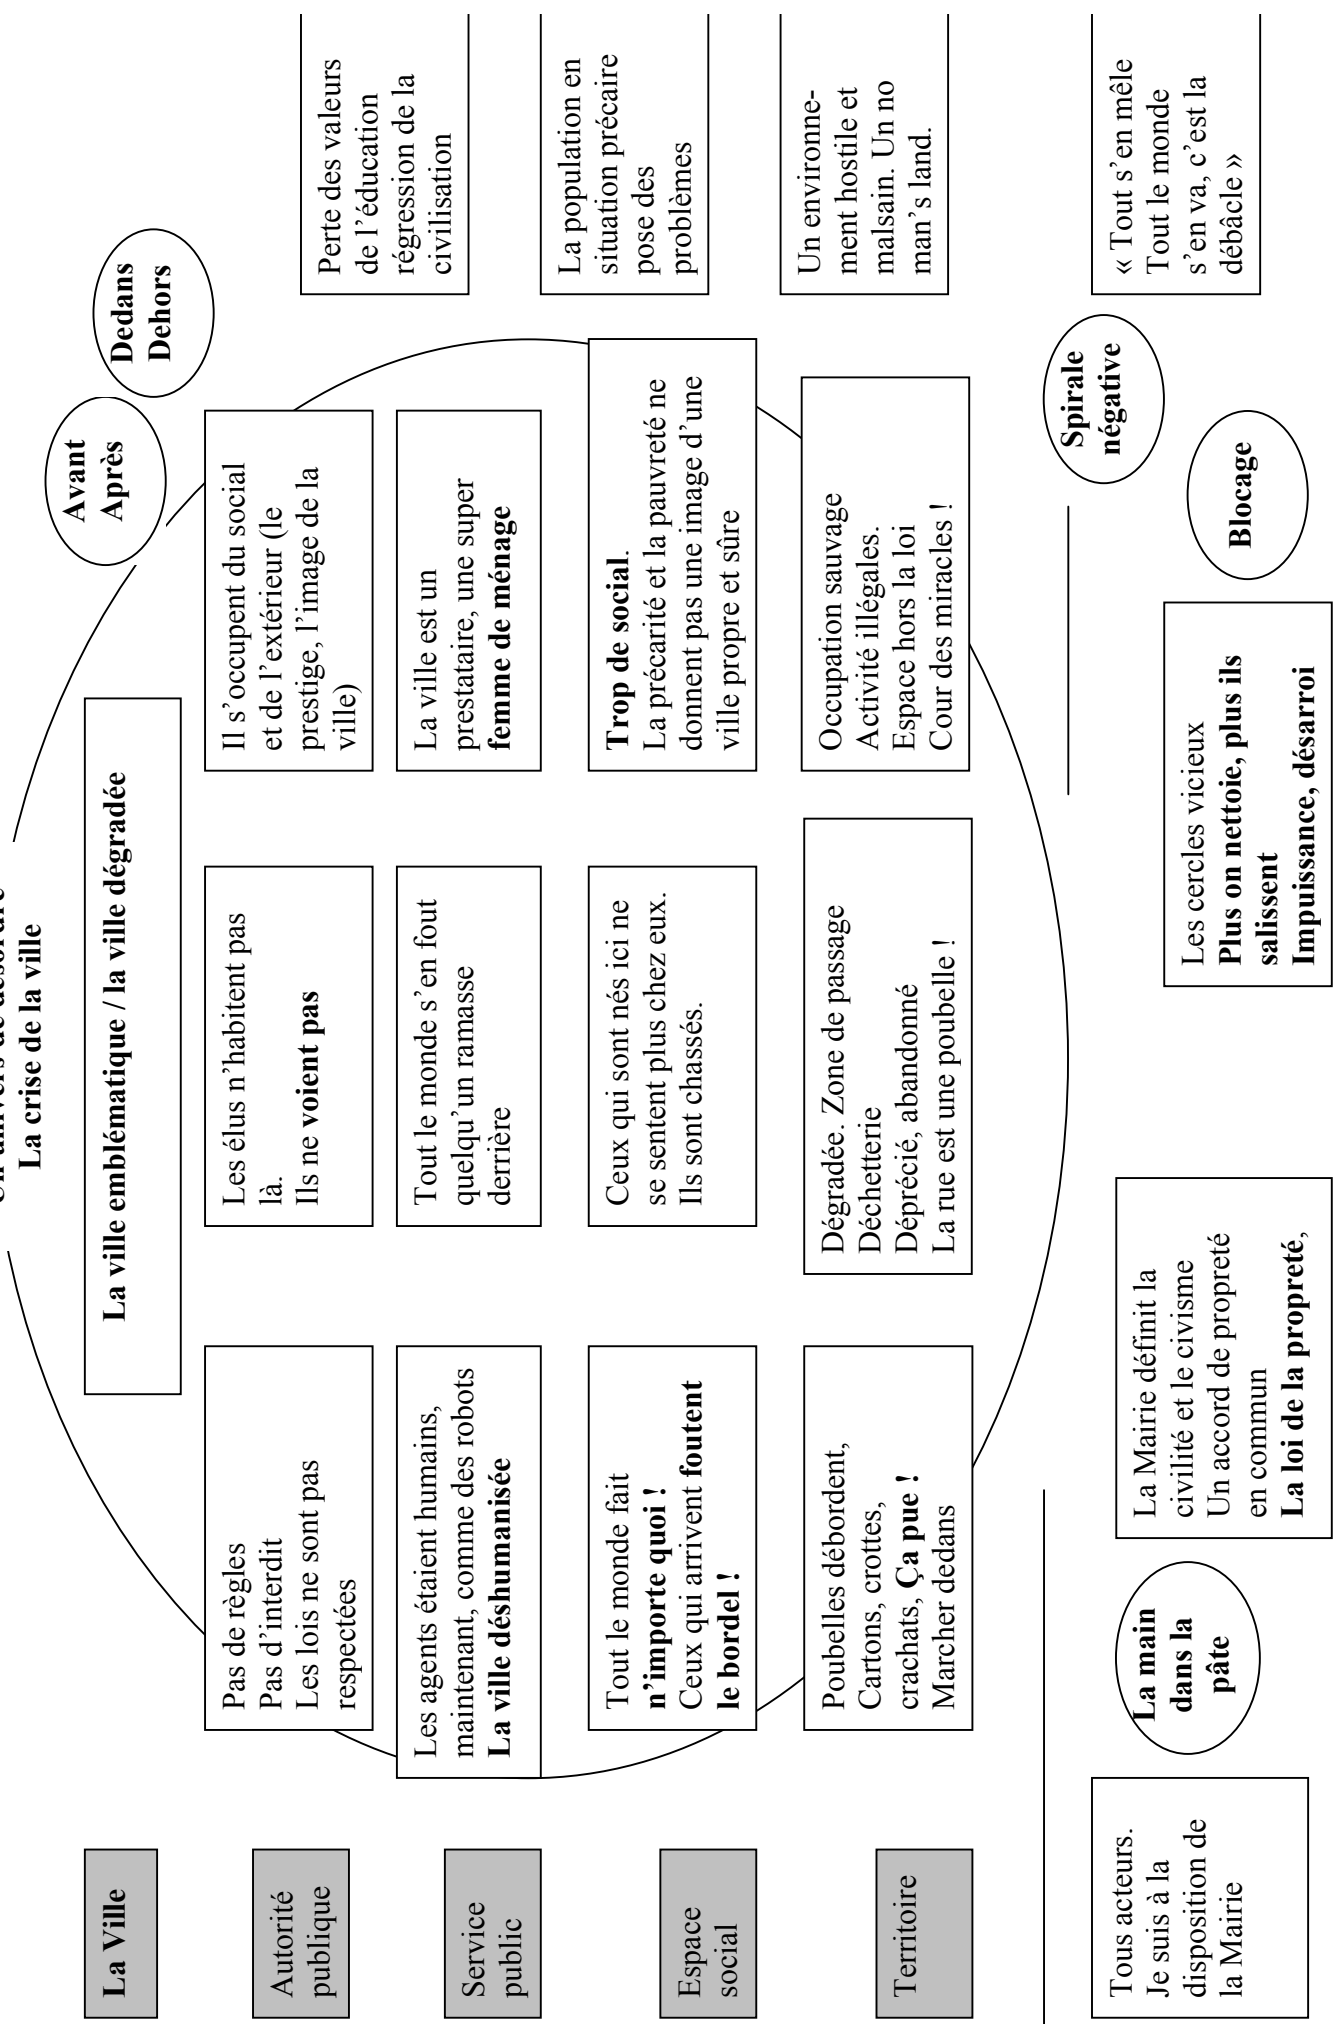 La crise de la ville
Avant
Après
Dedans
Dehors
La Ville
La ville emblématique / la ville dégradée
Autorité
publique
Pas de règles
Pas d’interdit
Les lois ne sont pas
respectées
Les élus n’habitent pas
là.
Ils ne voient pas
Il s’occupent du social
et de l’extérieur (le
prestige, l’image de la
ville)
Perte des valeurs
de l’éducation
régression de la
civilisation
Service
public
Les agents étaient humains,
maintenant, comme des robots
La ville déshumanisée
Tout le monde s’en fout
quelqu’un ramasse
derrière
La ville est un
prestataire, une super
femme de ménage
La population en
situation précaire
pose des
problèmes
Espace
social
Tout le monde fait
n’importe quoi !
Ceux qui arrivent foutent
le bordel !
Ceux qui sont nés ici ne
se sentent plus chez eux.
Ils sont chassés.
Trop de social.
La précarité et la pauvreté ne
donnent pas une image d’une
ville propre et sûre
Un environne-
ment hostile et
malsain. Un no
man’s land.
Territoire
Poubelles débordent,
Cartons, crottes,
crachats, Ça pue !
Marcher dedans
Dégradée. Zone de passage
Déchetterie
Déprécié, abandonné
La rue est une poubelle !
Occupation sauvage
Activité illégales.
Espace hors la loi
Cour des miracles !
Spirale
négative
Tous acteurs.
Je suis à la
disposition de
la Mairie
La main
dans la
pâte
La Mairie définit la
civilité et le civisme
Un accord de propreté
en commun
La loi de la propreté,
Les cercles vicieux
Plus on nettoie, plus ils
salissent
Impuissance, désarroi
Blocage
« Tout s’en mêle
Tout le monde
s’en va, c’est la
débâcle »